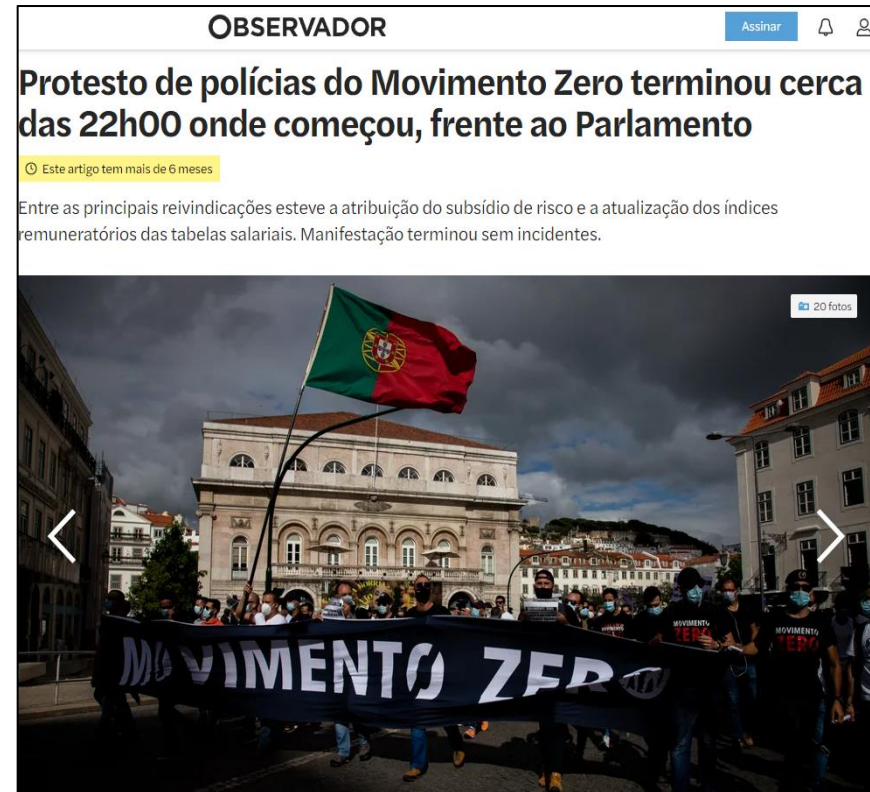 OBSERVADOR
Assinar
Protesto de polícias do Movimento Zero terminou cerca
das 22h00 onde começou, frente ao Parlamento
Este artigo tem mais de 6 meses
Entre as principais reivindicações esteve a atribuição do subsídio de risco e a atualização dos índices
remuneratórios das tabelas salariais. Manifestação terminou sem incidentes.
20 fotos
MOVIMENTO
ZERO
MOVIMENTO
ZERO
MOVIMENTO ZERO